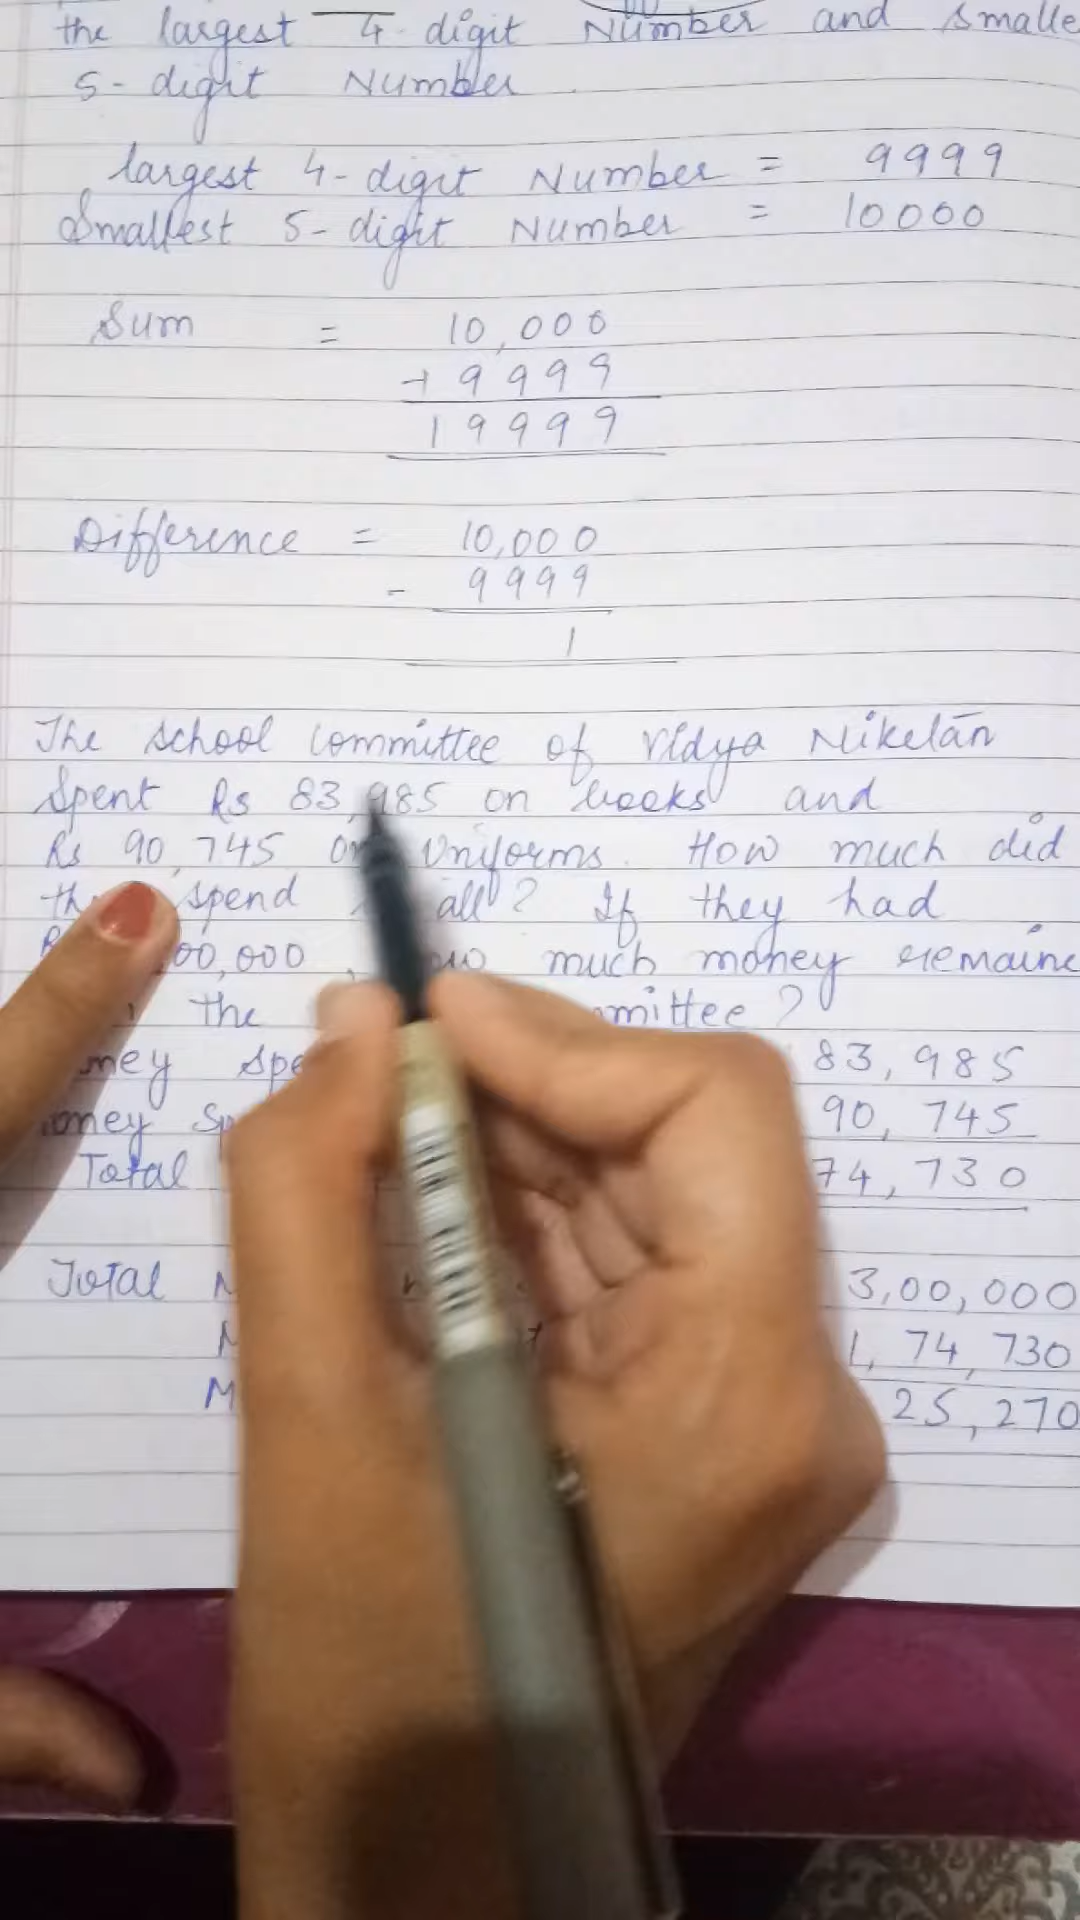 the largest 4-digit Number and smalle
5-digit Number
largest 4-digit Number = 9999
Smallest 5-digit Number = 10000
Sum = 10,000
+ 9999
19999
Difference = 10,000
- 9999
1
The school committee of Vidya Niketan
Spent Rs 83,985 on books and
Rs 90,745 on Uniforms. How much did
spend all? If they had
00,000, much money remaine
the mmittee?
ney Spe 83,985
oney Sp 90,745
Total 74,730
Total 3,00,000
M 1,74,730
M 25,270